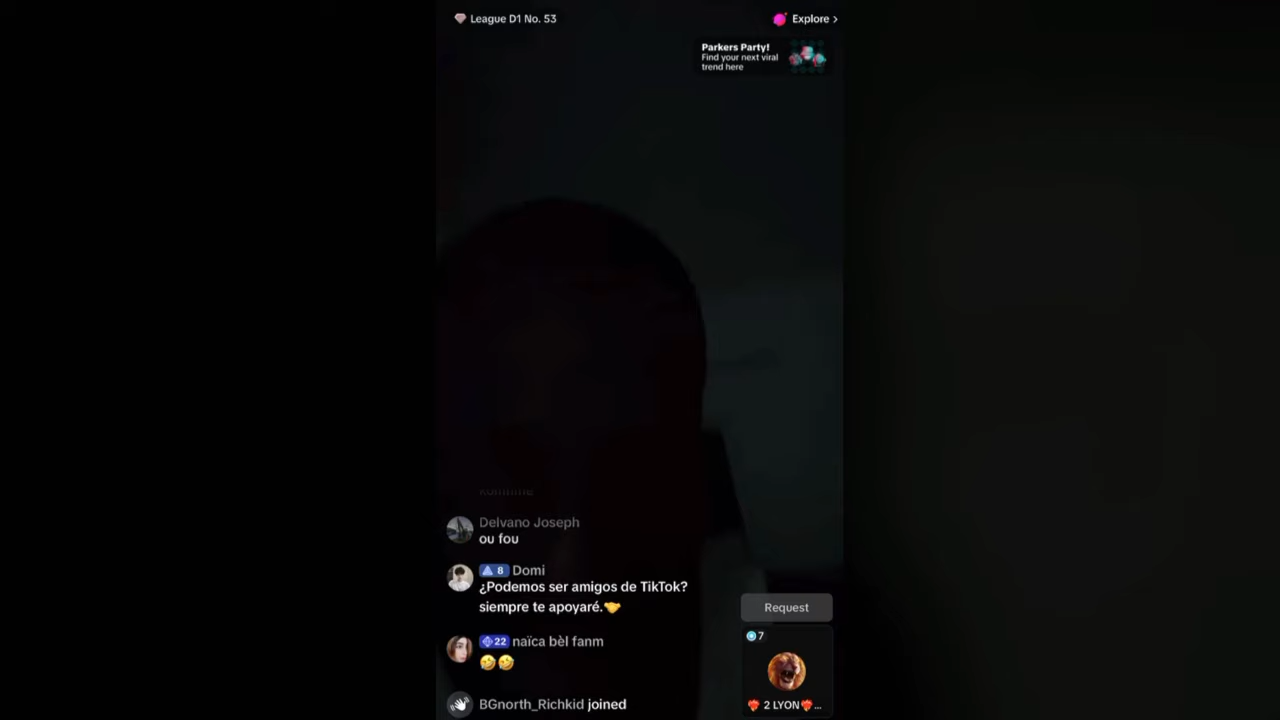 League D1 No. 53
Explore >
Parkers Party!
Find your next viral
trend here
Delvano Joseph
ou fou
8 Domi
¿Podemos ser amigos de TikTok?
siempre te apoyaré.🤝
22 naïca bèl fanm
🤣🤣
BGnorth_Richkid joined
Request
7
❤️‍🔥 2 LYON❤️‍🔥...